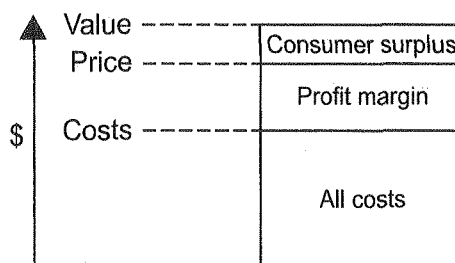 Value
Consumer surplus
Price
Profit margin
Costs
$
All costs